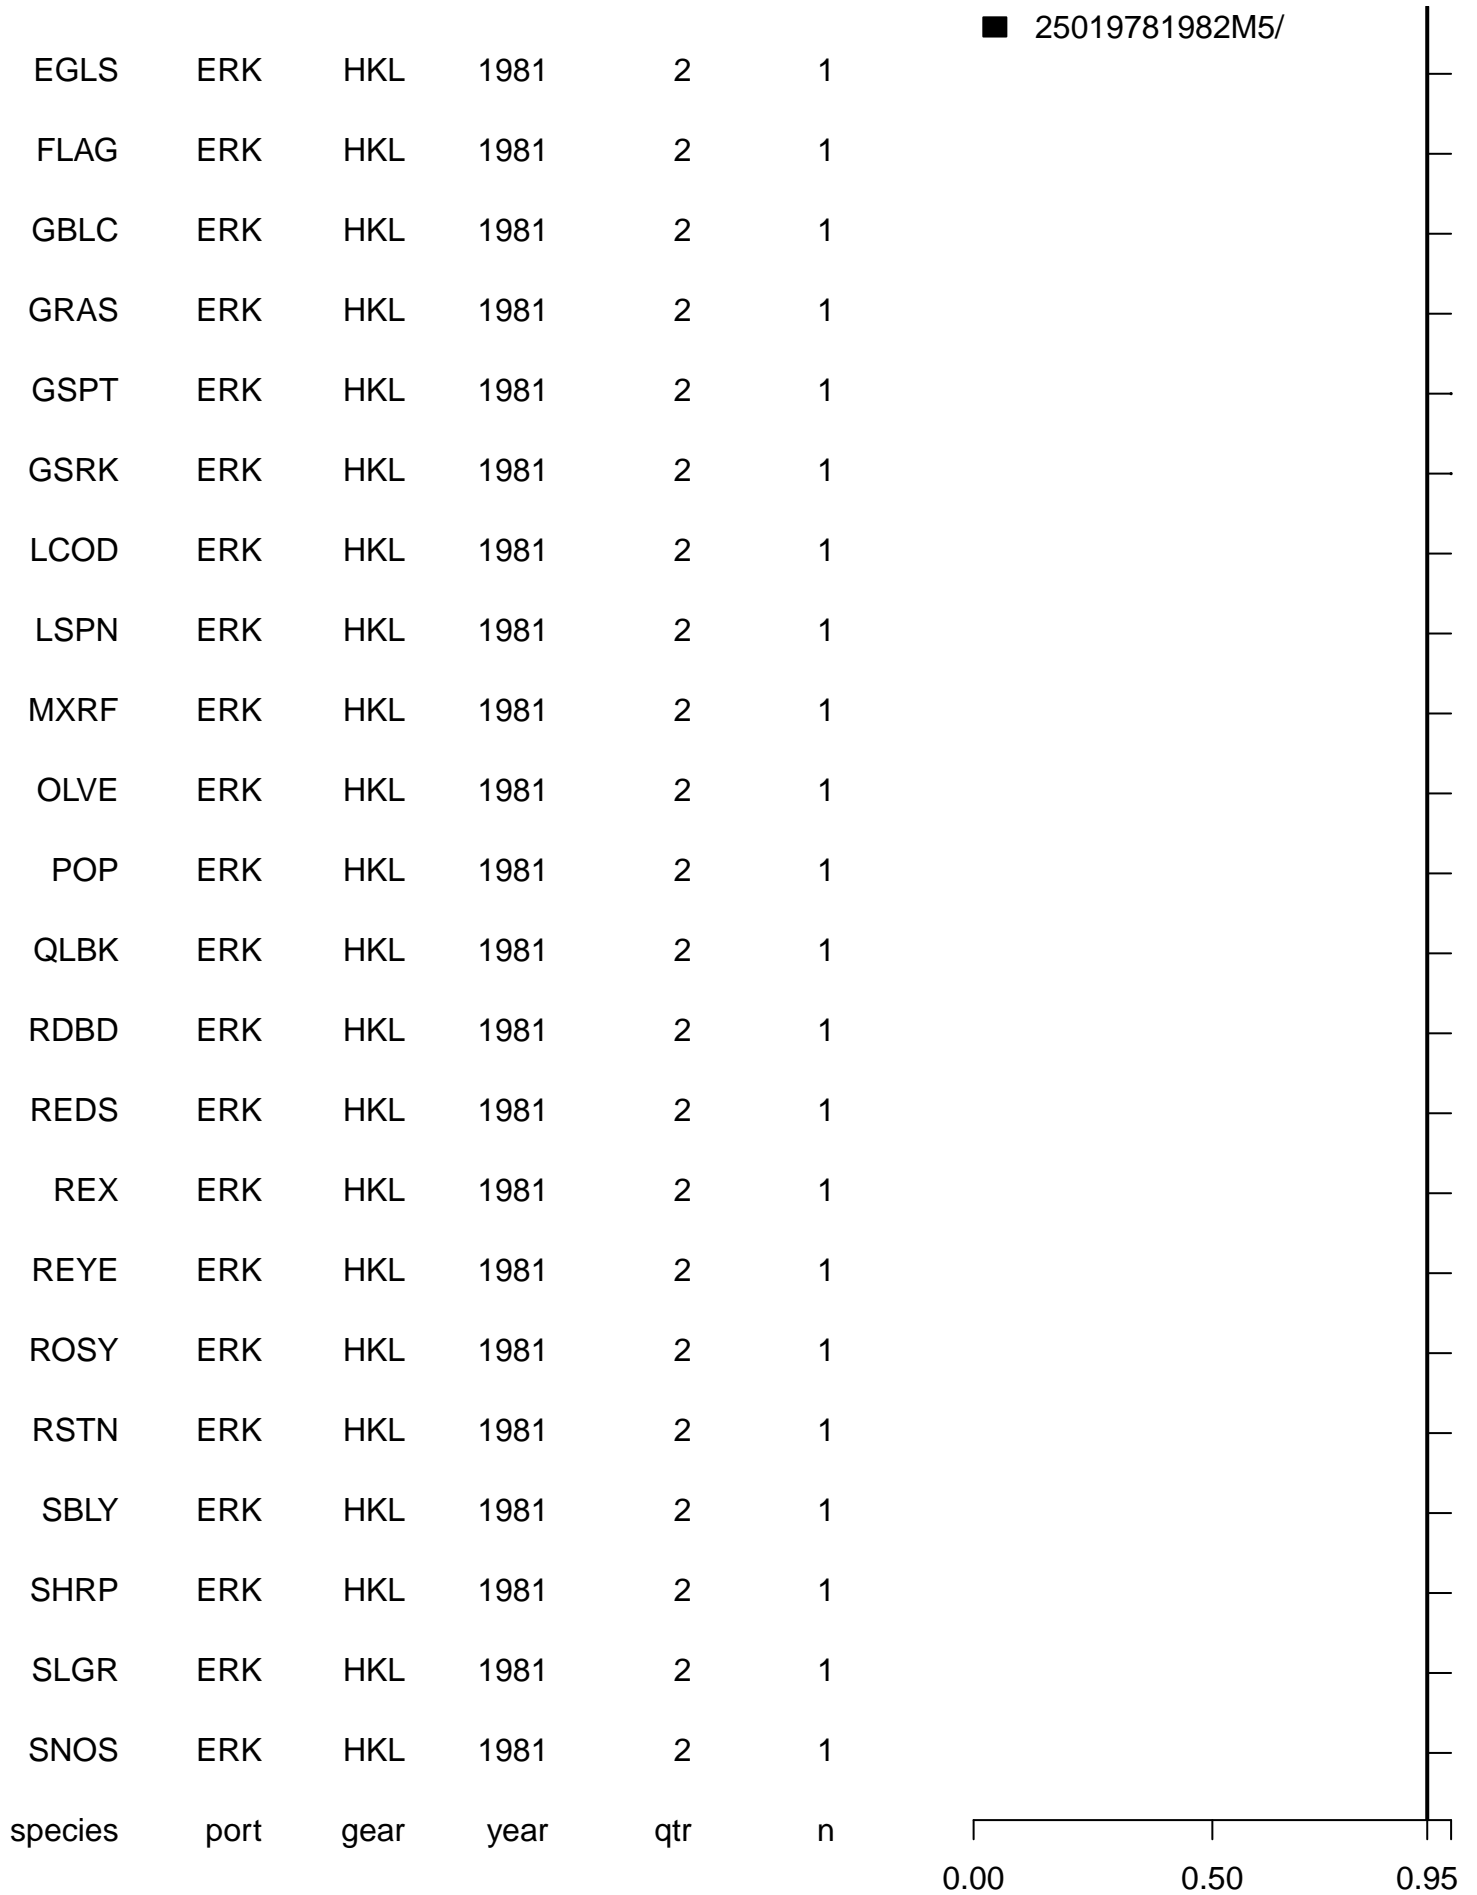 25019781982M5/
EGLS ERK HKL 1981 2 1
FLAG ERK HKL 1981 2 1
GBLC ERK HKL 1981 2 1
GRAS ERK HKL 1981 2 1
GSPT ERK HKL 1981 2 1
GSRK ERK HKL 1981 2 1
LCOD ERK HKL 1981 2 1
LSPN ERK HKL 1981 2 1
MXRF ERK HKL 1981 2 1
OLVE ERK HKL 1981 2 1
POP ERK HKL 1981 2 1
QLBK ERK HKL 1981 2 1
RDBD ERK HKL 1981 2 1
REDS ERK HKL 1981 2 1
REX ERK HKL 1981 2 1
REYE ERK HKL 1981 2 1
ROSY ERK HKL 1981 2 1
RSTN ERK HKL 1981 2 1
SBLY ERK HKL 1981 2 1
SHRP ERK HKL 1981 2 1
SLGR ERK HKL 1981 2 1
SNOS ERK HKL 1981 2 1
species port gear year qtr n
0.00 0.50 0.95